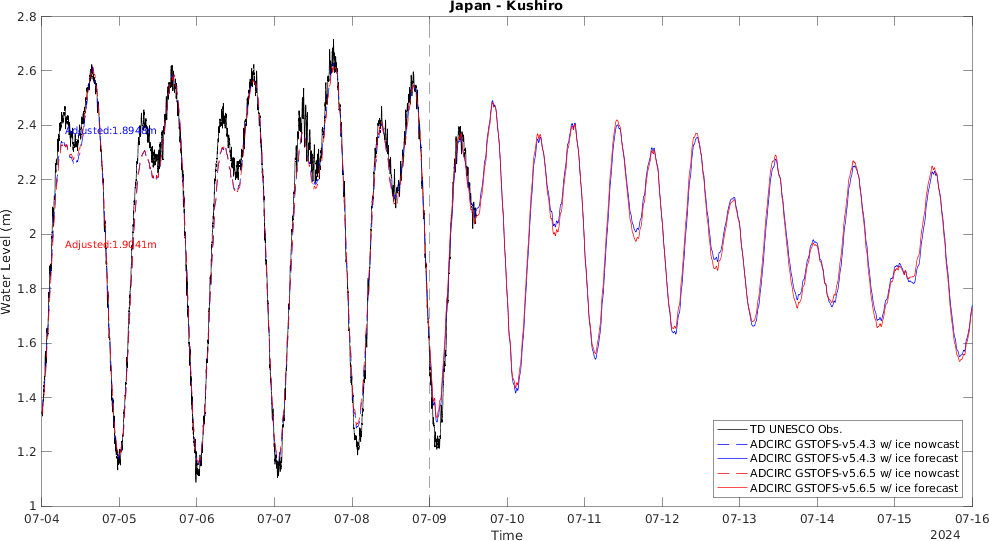 Japan - Kushiro
2.8
2.6
2.4
2.2
2
1.8
1.6
1.4
1.2
1
Water Level (m)
Adjusted:1.894 m
Adjusted:1.9041m
TD UNESCO Obs.
ADCIRC GSTOFS-v5.4.3 w/ ice nowcast
ADCIRC GSTOFS-v5.4.3 w/ ice forecast
ADCIRC GSTOFS-v5.6.5 w/ ice nowcast
ADCIRC GSTOFS-v5.6.5 w/ ice forecast
07-04 07-05 07-06 07-07 07-08 07-09 07-10 07-11 07-12 07-13 07-14 07-15 07-16
Time
2024